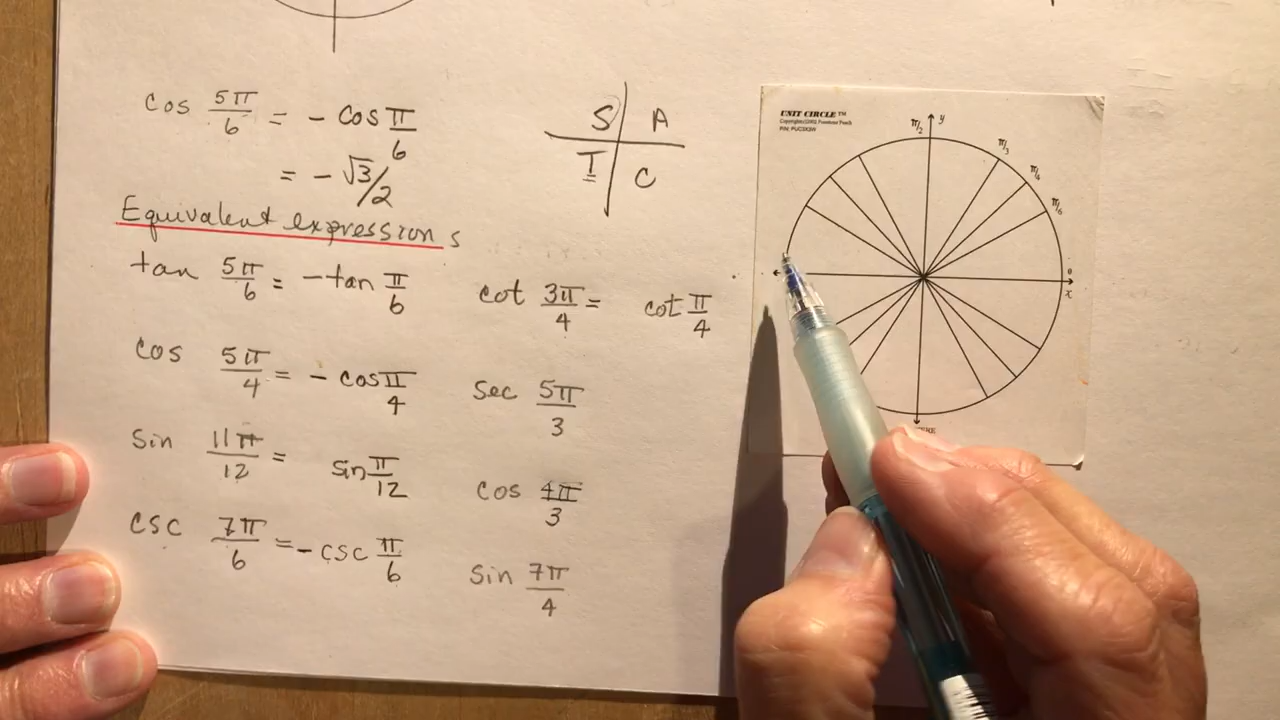 cos 5π/6 = - cos π/6
= - √3/2
S A
T C
Equivalent expressions
tan 5π/6 = -tan π/6
cos 5π/4 = - cos π/4
sin 11π/12 = sin π/12
csc 7π/6 = - csc π/6
cot 3π/4 = cot π/4
sec 5π/3
cos 4π/3
sin 7π/4
UNIT CIRCLE™
π/2 y
π/3
π/4
π/6
0
x